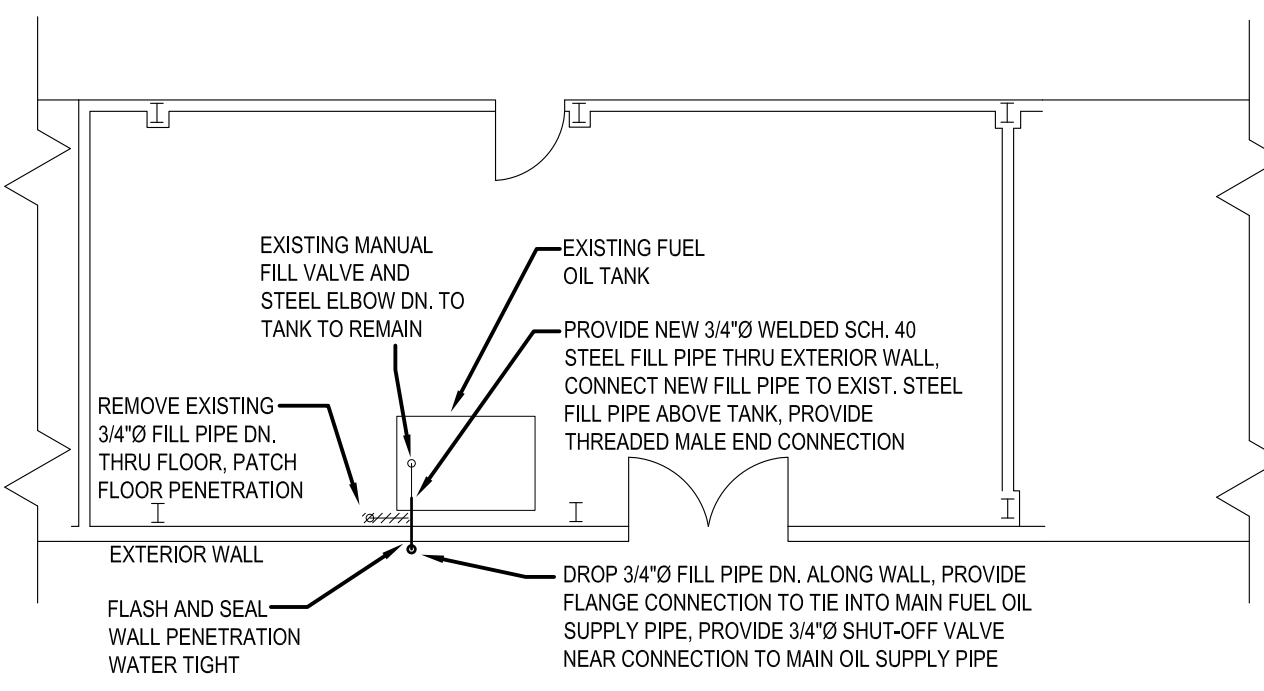 EXISTING MANUAL
FILL VALVE AND
STEEL ELBOW DN. TO
TANK TO REMAIN
EXISTING FUEL
OIL TANK
PROVIDE NEW 3/4"Ø WELDED SCH. 40
STEEL FILL PIPE THRU EXTERIOR WALL,
CONNECT NEW FILL PIPE TO EXIST. STEEL
FILL PIPE ABOVE TANK, PROVIDE
THREADED MALE END CONNECTION
REMOVE EXISTING
3/4"Ø FILL PIPE DN.
THRU FLOOR, PATCH
FLOOR PENETRATION
EXTERIOR WALL
FLASH AND SEAL
WALL PENETRATION
WATER TIGHT
DROP 3/4"Ø FILL PIPE DN. ALONG WALL, PROVIDE
FLANGE CONNECTION TO TIE INTO MAIN FUEL OIL
SUPPLY PIPE, PROVIDE 3/4"Ø SHUT-OFF VALVE
NEAR CONNECTION TO MAIN OIL SUPPLY PIPE